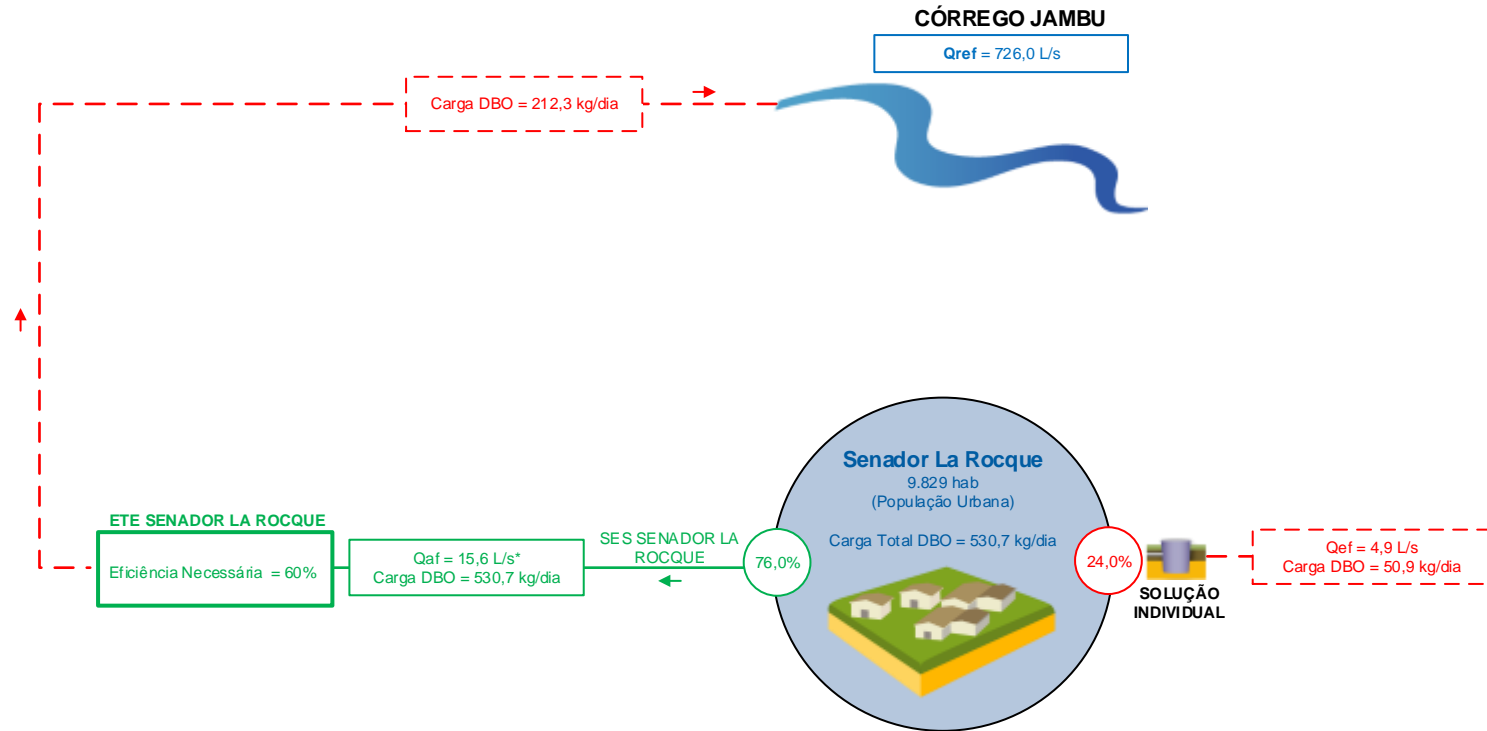 CÓRREGO JAMBU
Qref = 726,0 L/s
Carga DBO = 212,3 kg/dia
Senador La Rocque
9.829 hab
(População Urbana)
Carga Total DBO = 530,7 kg/dia
ETE SENADOR LA ROCQUE
Eficiência Necessária = 60%
Qaf = 15,6 L/s*
Carga DBO = 530,7 kg/dia
SES SENADOR LA
ROCQUE
76,0%
24,0%
SOLUÇÃO
INDIVIDUAL
Qef = 4,9 L/s
Carga DBO = 50,9 kg/dia